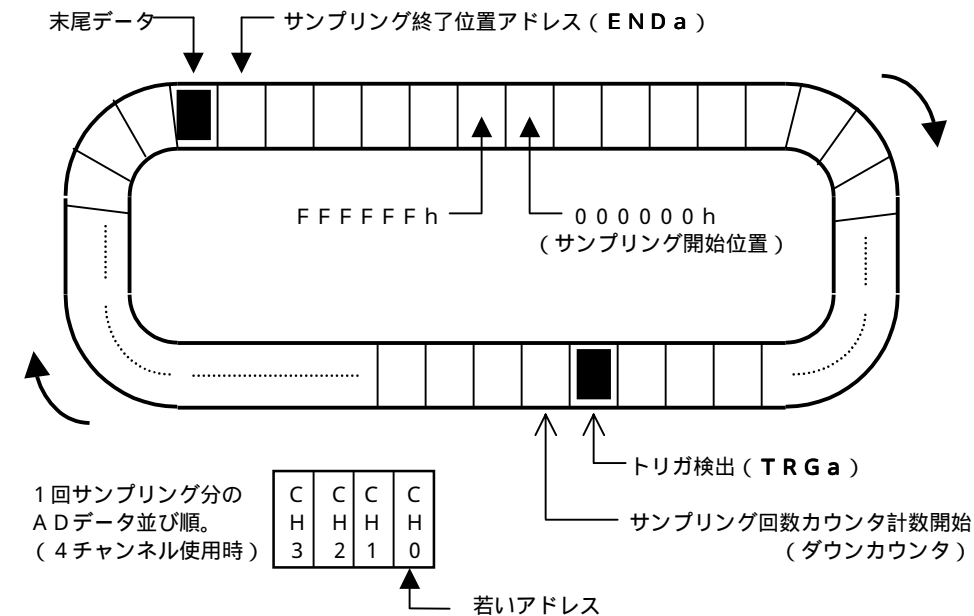 末尾データ
サンプリング終了位置アドレス（ENDa）
FFFFFFh
000000h
（サンプリング開始位置）
トリガ検出（TRGa）
サンプリング回数カウンタ計数開始
（ダウンカウンタ）
1回サンプリング分の
ADデータ並び順。
（4チャンネル使用時）
CH3
CH2
CH1
CH0
若いアドレス